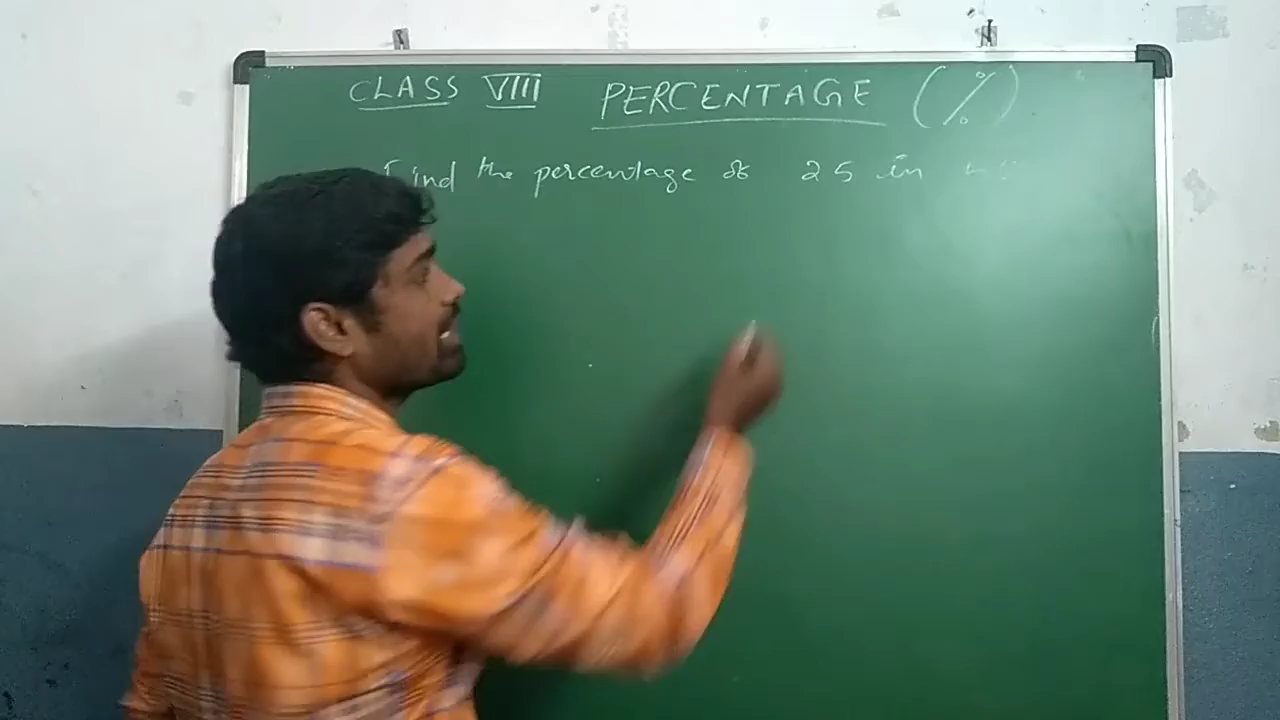 CLASS VIII PERCENTAGE (%)
Find the percentage of 25 in